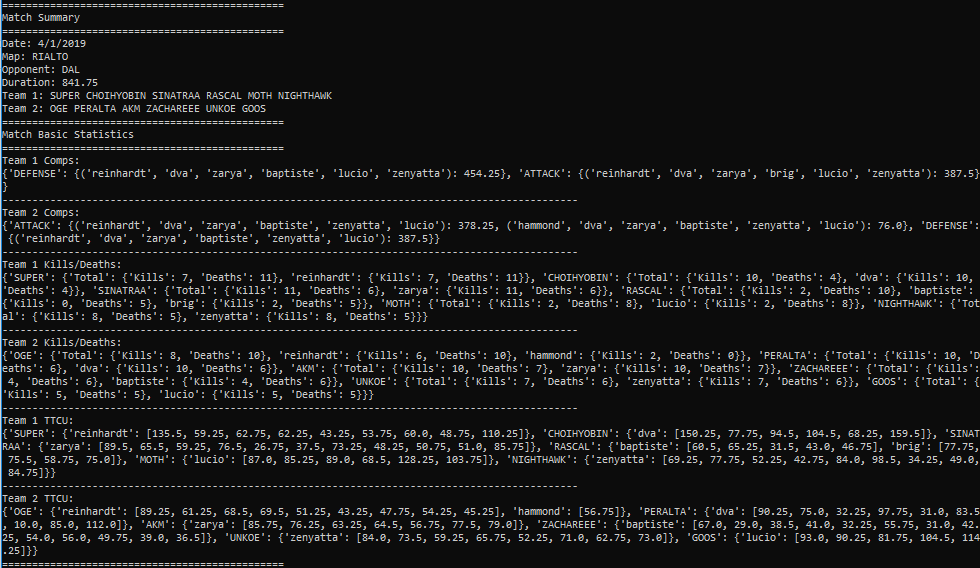 ===============================================
Match Summary
===============================================
Date: 4/1/2019
Map: RIALTO
Opponent: DAL
Duration: 841.75
Team 1: SUPER CHOIHYOBIN SINATRAA RASCAL MOTH NIGHTHAWK
Team 2: OGE PERALTA AKM ZACHAREEE UNKOE GOOS
===============================================
Match Basic Statistics
===============================================
Team 1 Comps:
{'DEFENSE': {('reinhardt', 'dva', 'zarya', 'baptiste', 'lucio', 'zenyatta'): 454.25}, 'ATTACK': {('reinhardt', 'dva', 'zarya', 'brig', 'lucio', 'zenyatta'): 387.5}
}
------------------------------------------------------------------------------------------------
Team 2 Comps:
{'ATTACK': {('reinhardt', 'dva', 'zarya', 'baptiste', 'zenyatta', 'lucio'): 378.25, ('hammond', 'dva', 'zarya', 'baptiste', 'zenyatta', 'lucio'): 76.0}, 'DEFENSE':
{('reinhardt', 'dva', 'zarya', 'baptiste', 'zenyatta', 'lucio'): 387.5}}
------------------------------------------------------------------------------------------------
Team 1 Kills/Deaths:
{'SUPER': {'Total': {'Kills': 7, 'Deaths': 11}, 'reinhardt': {'Kills': 7, 'Deaths': 11}}, 'CHOIHYOBIN': {'Total': {'Kills': 10, 'Deaths': 4}, 'dva': {'Kills': 10,
'Deaths': 4}}, 'SINATRAA': {'Total': {'Kills': 11, 'Deaths': 6}, 'zarya': {'Kills': 11, 'Deaths': 6}}, 'RASCAL': {'Total': {'Kills': 2, 'Deaths': 10}, 'baptiste':
{'Kills': 0, 'Deaths': 5}, 'brig': {'Kills': 2, 'Deaths': 5}}, 'MOTH': {'Total': {'Kills': 2, 'Deaths': 8}, 'lucio': {'Kills': 2, 'Deaths': 8}}, 'NIGHTHAWK': {'Tot
al': {'Kills': 8, 'Deaths': 5}, 'zenyatta': {'Kills': 8, 'Deaths': 5}}}
------------------------------------------------------------------------------------------------
Team 2 Kills/Deaths:
{'OGE': {'Total': {'Kills': 8, 'Deaths': 10}, 'reinhardt': {'Kills': 6, 'Deaths': 10}, 'hammond': {'Kills': 2, 'Deaths': 0}}, 'PERALTA': {'Total': {'Kills': 10, 'D
eaths': 6}, 'dva': {'Kills': 10, 'Deaths': 6}}, 'AKM': {'Total': {'Kills': 10, 'Deaths': 7}, 'zarya': {'Kills': 10, 'Deaths': 7}}, 'ZACHAREEE': {'Total': {'Kills':
4, 'Deaths': 6}, 'baptiste': {'Kills': 4, 'Deaths': 6}}, 'UNKOE': {'Total': {'Kills': 7, 'Deaths': 6}, 'zenyatta': {'Kills': 7, 'Deaths': 6}}, 'GOOS': {'Total': {
'Kills': 5, 'Deaths': 5}, 'lucio': {'Kills': 5, 'Deaths': 5}}}
------------------------------------------------------------------------------------------------
Team 1 TTCU:
{'SUPER': {'reinhardt': [135.5, 59.25, 62.75, 62.25, 43.25, 53.75, 60.0, 48.75, 110.25]}, 'CHOIHYOBIN': {'dva': [150.25, 77.75, 94.5, 104.5, 68.25, 159.5]}, 'SINAT
RAA': {'zarya': [89.5, 65.5, 59.25, 76.5, 26.75, 37.5, 73.25, 48.25, 50.75, 51.0, 85.75]}, 'RASCAL': {'baptiste': [60.5, 65.25, 31.5, 43.0, 46.75], 'brig': [77.75,
75.5, 58.75, 75.0]}, 'MOTH': {'lucio': [87.0, 85.25, 89.0, 68.5, 128.25, 103.75]}, 'NIGHTHAWK': {'zenyatta': [69.25, 77.75, 52.25, 42.75, 84.0, 98.5, 34.25, 49.0,
84.75]}}
------------------------------------------------------------------------------------------------
Team 2 TTCU:
{'OGE': {'reinhardt': [89.25, 61.25, 68.5, 69.5, 51.25, 43.25, 47.75, 54.25, 45.25], 'hammond': [56.75]}, 'PERALTA': {'dva': [90.25, 75.0, 32.25, 97.75, 31.0, 83.5
, 10.0, 85.0, 112.0]}, 'AKM': {'zarya': [85.75, 76.25, 63.25, 64.5, 56.75, 77.5, 79.0]}, 'ZACHAREEE': {'baptiste': [67.0, 29.0, 38.5, 41.0, 32.25, 55.75, 31.0, 42.
25, 54.0, 56.0, 49.75, 39.0, 36.5]}, 'UNKOE': {'zenyatta': [84.0, 73.5, 59.25, 65.75, 52.25, 71.0, 62.75, 73.0]}, 'GOOS': {'lucio': [93.0, 90.25, 81.75, 104.5, 114
.25]}}
===============================================